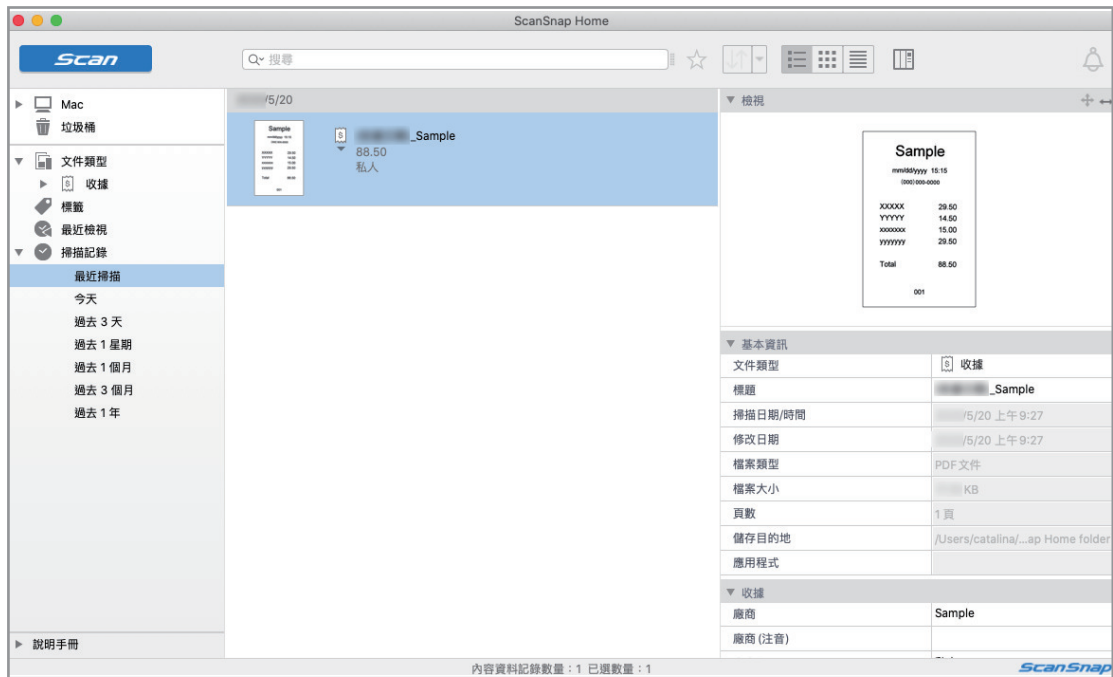 ScanSnap Home
Scan
搜尋
Mac
垃圾桶
文件類型
收據
標籤
最近檢視
掃描記錄
最近掃描
今天
過去 3 天
過去 1 星期
過去 1 個月
過去 3 個月
過去 1 年
說明手冊
/5/20
Sample
_Sample
88.50
私人
檢視
Sample
mm/dd/yyyy 15:15
(000) 000-0000
XXXXX 29.50
YYYYY 14.50
xxxxxxx 15.00
yyyyyyy 29.50
Total 88.50
001
基本資訊
文件類型 收據
標題 _Sample
掃描日期/時間 /5/20 上午9:27
修改日期 /5/20 上午9:27
檔案類型 PDF文件
檔案大小 KB
頁數 1 頁
儲存目的地 /Users/catalina/...ap Home folder
應用程式
收據
廠商 Sample
廠商 (注音)
內容資料記錄數量：1 已選數量：1
ScanSnap